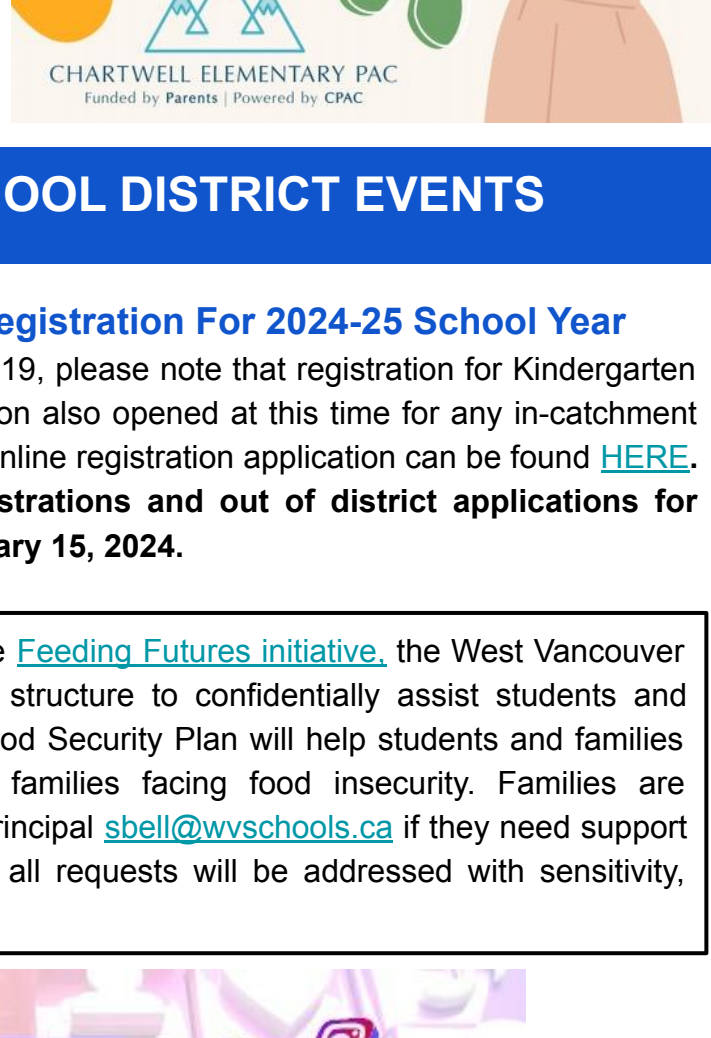 CHARTWELL ELEMENTARY PAC
Funded by Parents | Powered by CPAC
OOL DISTRICT EVENTS
egistration For 2024-25 School Year
19, please note that registration for Kindergarten
on also opened at this time for any in-catchment
nline registration application can be found HERE.
strations and out of district applications for
ary 15, 2024.
e Feeding Futures initiative, the West Vancouver
structure to confidentially assist students and
od Security Plan will help students and families
families facing food insecurity. Families are
rincipal sbell@wvschools.ca if they need support
all requests will be addressed with sensitivity,